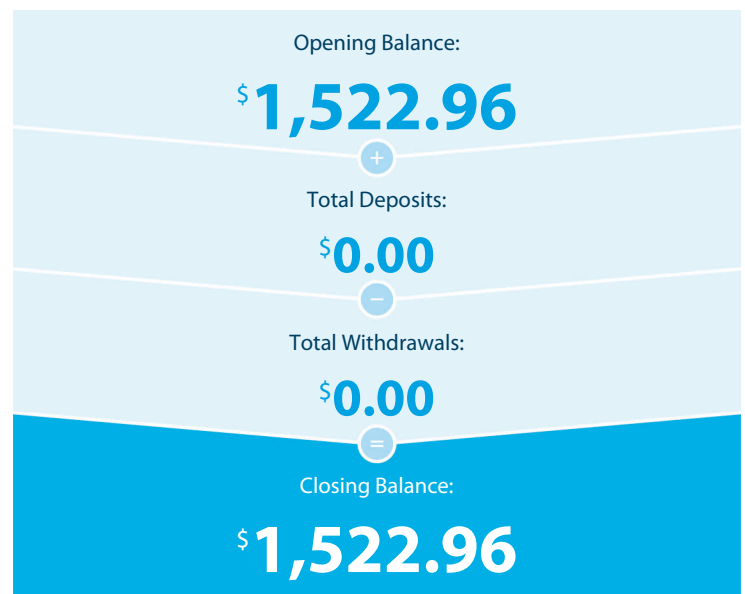 Opening Balance:
$1,522.96
+
Total Deposits:
$0.00
−
Total Withdrawals:
$0.00
=
Closing Balance:
$1,522.96